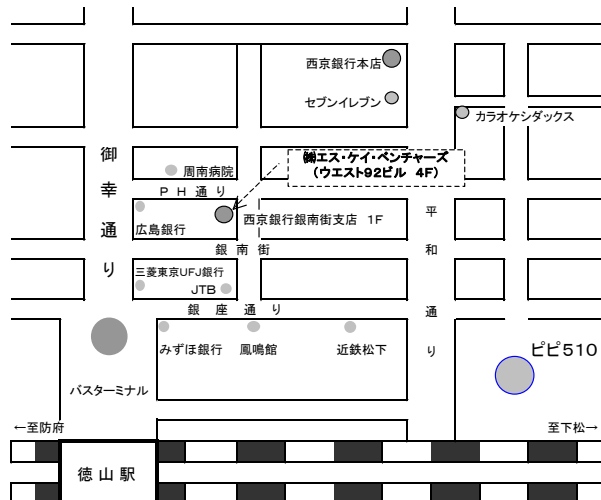 西京銀行本店
セブンイレブン
カラオケシダックス
御幸通り
周南病院
㈱エス・ケイ・ベンチャーズ
（ウエスト92ビル 4F）
ＰＨ通り
広島銀行
西京銀行銀南街支店 1F
平和通り
銀南街
三菱東京UFJ銀行
JTB
銀座通り
みずほ銀行
鳳鳴館
近鉄松下
ピピ510
バスターミナル
←至防府
至下松→
徳山駅